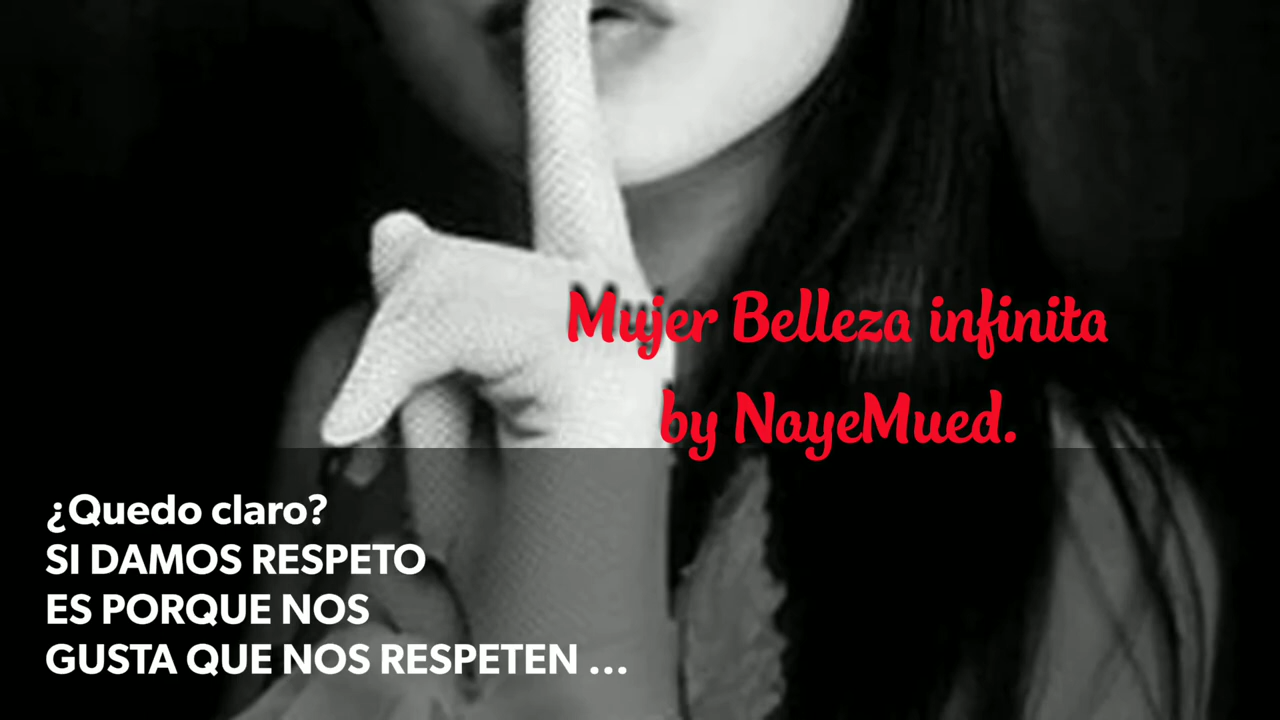 Mujer Belleza infinita
by NayeMued.
¿Quedo claro?
SI DAMOS RESPETO
ES PORQUE NOS
GUSTA QUE NOS RESPETEN ...